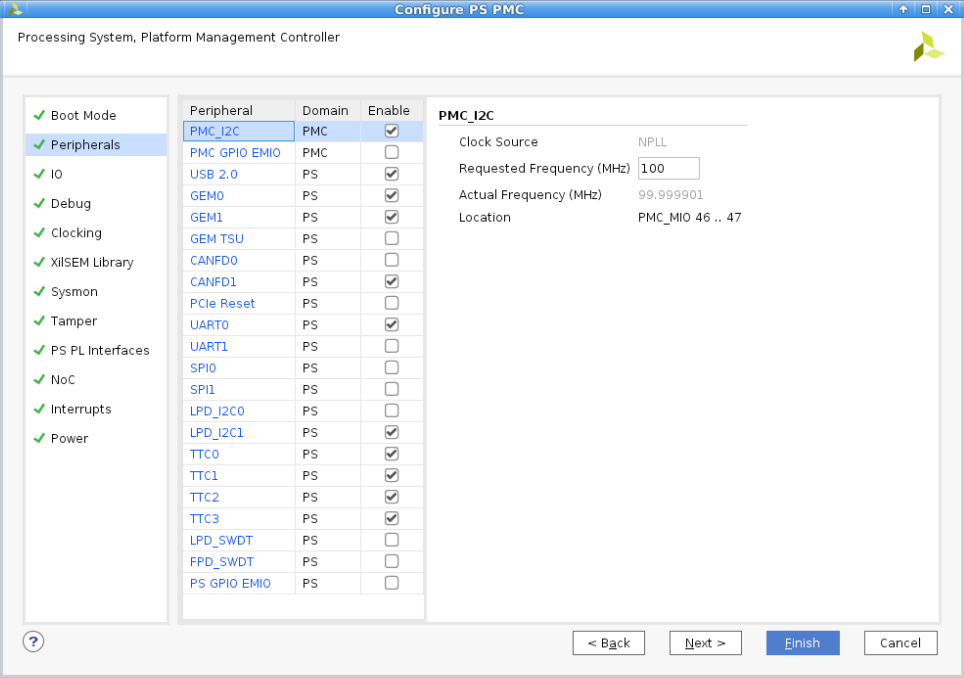 Configure PS PMC
Processing System, Platform Management Controller
Boot Mode
Peripherals
IO
Debug
Clocking
XilSEM Library
Sysmon
Tamper
PS PL Interfaces
NoC
Interrupts
Power
Peripheral Domain Enable
PMC_I2C PMC
PMC GPIO EMIO PMC
USB 2.0 PS
GEM0 PS
GEM1 PS
GEM TSU PS
CANFD0 PS
CANFD1 PS
PCIe Reset PS
UART0 PS
UART1 PS
SPI0 PS
SPI1 PS
LPD_I2C0 PS
LPD_I2C1 PS
TTC0 PS
TTC1 PS
TTC2 PS
TTC3 PS
LPD_SWDT PS
FPD_SWDT PS
PS GPIO EMIO PS
PMC_I2C
Clock Source NPLL
Requested Frequency (MHz) 100
Actual Frequency (MHz) 99.999901
Location PMC_MIO 46 .. 47
? < Back Next > Finish Cancel